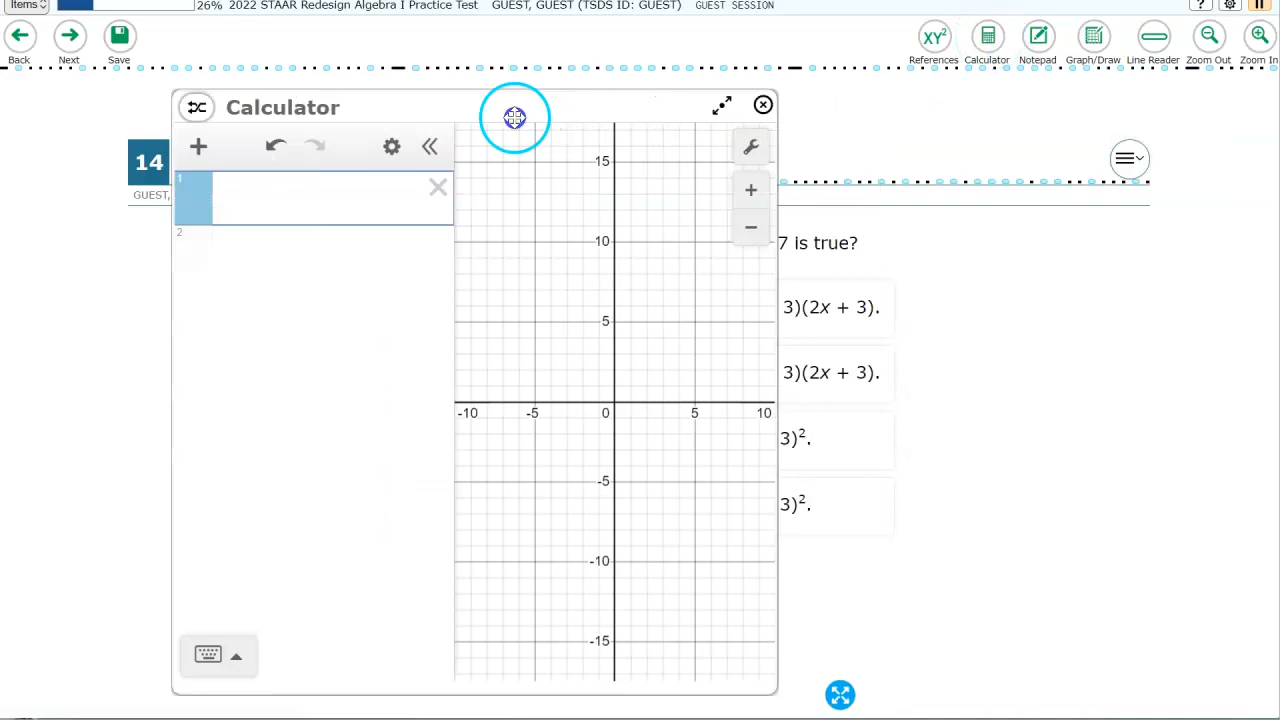 Items 26% 2022 STAAR Redesign Algebra I Practice Test GUEST, GUEST (TSDS ID: GUEST) GUEST SESSION ?
XY²
Back Next Save References Calculator Notepad Graph/Draw Line Reader Zoom Out Zoom In
Calculator
14
GUEST,
1
2
15
10
5
-10 -5 0 5 10
-5
-10
-15
7 is true?
3)(2x + 3).
3)(2x + 3).
3)².
3)².